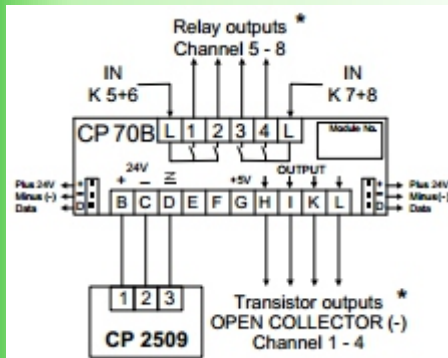 Relay outputs *
Channel 5 - 8
IN
K 5+6
IN
K 7+8
CP 70B
L 1 2 3 4 L
Module No.
24V
+5V
OUTPUT
Plus 24V
Minus (-)
Data
+ - D
+ -
B C D E F G H I K L
+ - D
Plus 24V
Minus (-)
Data
1 2 3
CP 2509
Transistor outputs *
OPEN COLLECTOR (-)
Channel 1 - 4